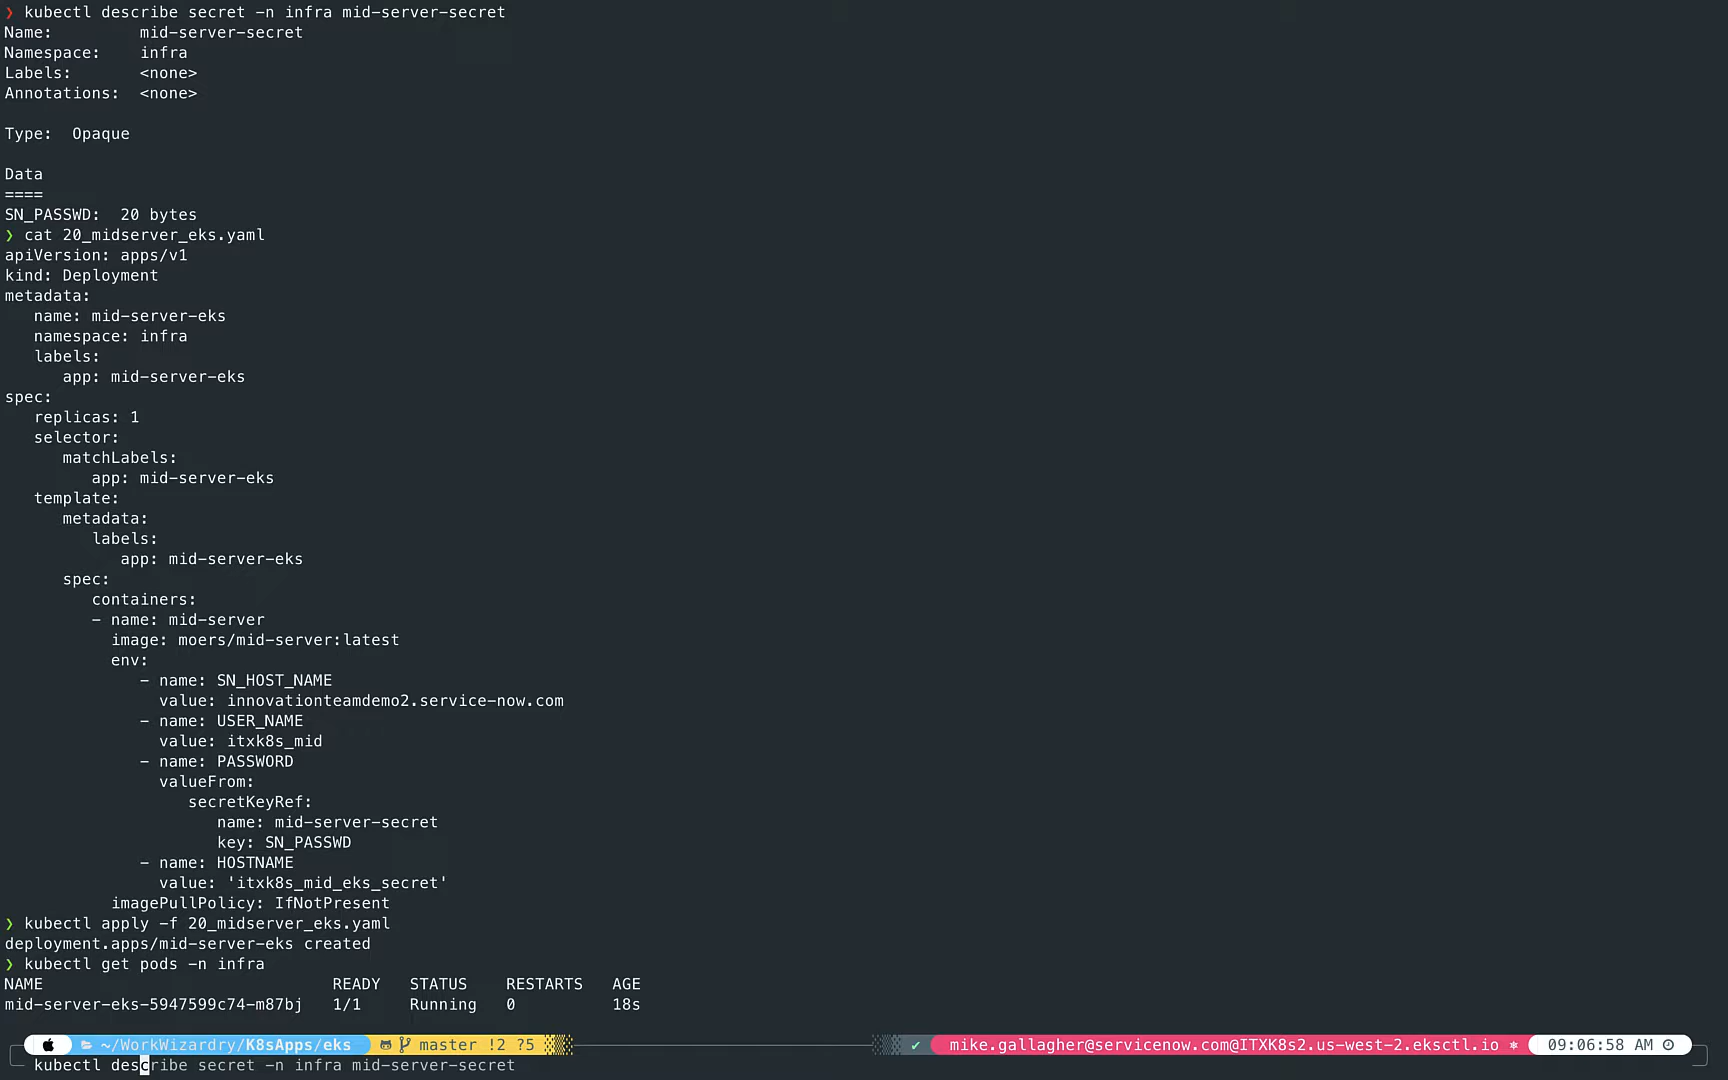 ❯ kubectl describe secret -n infra mid-server-secret
Name:         mid-server-secret
Namespace:    infra
Labels:       <none>
Annotations:  <none>

Type:  Opaque

Data
====
SN_PASSWD:  20 bytes
❯ cat 20_midserver_eks.yaml
apiVersion: apps/v1
kind: Deployment
metadata:
   name: mid-server-eks
   namespace: infra
   labels:
      app: mid-server-eks
spec:
   replicas: 1
   selector:
      matchLabels:
         app: mid-server-eks
   template:
      metadata:
         labels:
            app: mid-server-eks
      spec:
         containers:
         - name: mid-server
           image: moers/mid-server:latest
           env:
              - name: SN_HOST_NAME
                value: innovationteamdemo2.service-now.com
              - name: USER_NAME
                value: itxk8s_mid
              - name: PASSWORD
                valueFrom:
                   secretKeyRef:
                      name: mid-server-secret
                      key: SN_PASSWD
              - name: HOSTNAME
                value: 'itxk8s_mid_eks_secret'
           imagePullPolicy: IfNotPresent
❯ kubectl apply -f 20_midserver_eks.yaml
deployment.apps/mid-server-eks created
❯ kubectl get pods -n infra
NAME                              READY   STATUS    RESTARTS   AGE
mid-server-eks-5947599c74-m87bj   1/1     Running   0          18s
~/WorkWizardry/K8sApps/eks master !2 ?5 ✔ mike.gallagher@servicenow.com@ITXK8s2.us-west-2.eksctl.io ⎈ 09:06:58 AM
kubectl describe secret -n infra mid-server-secret